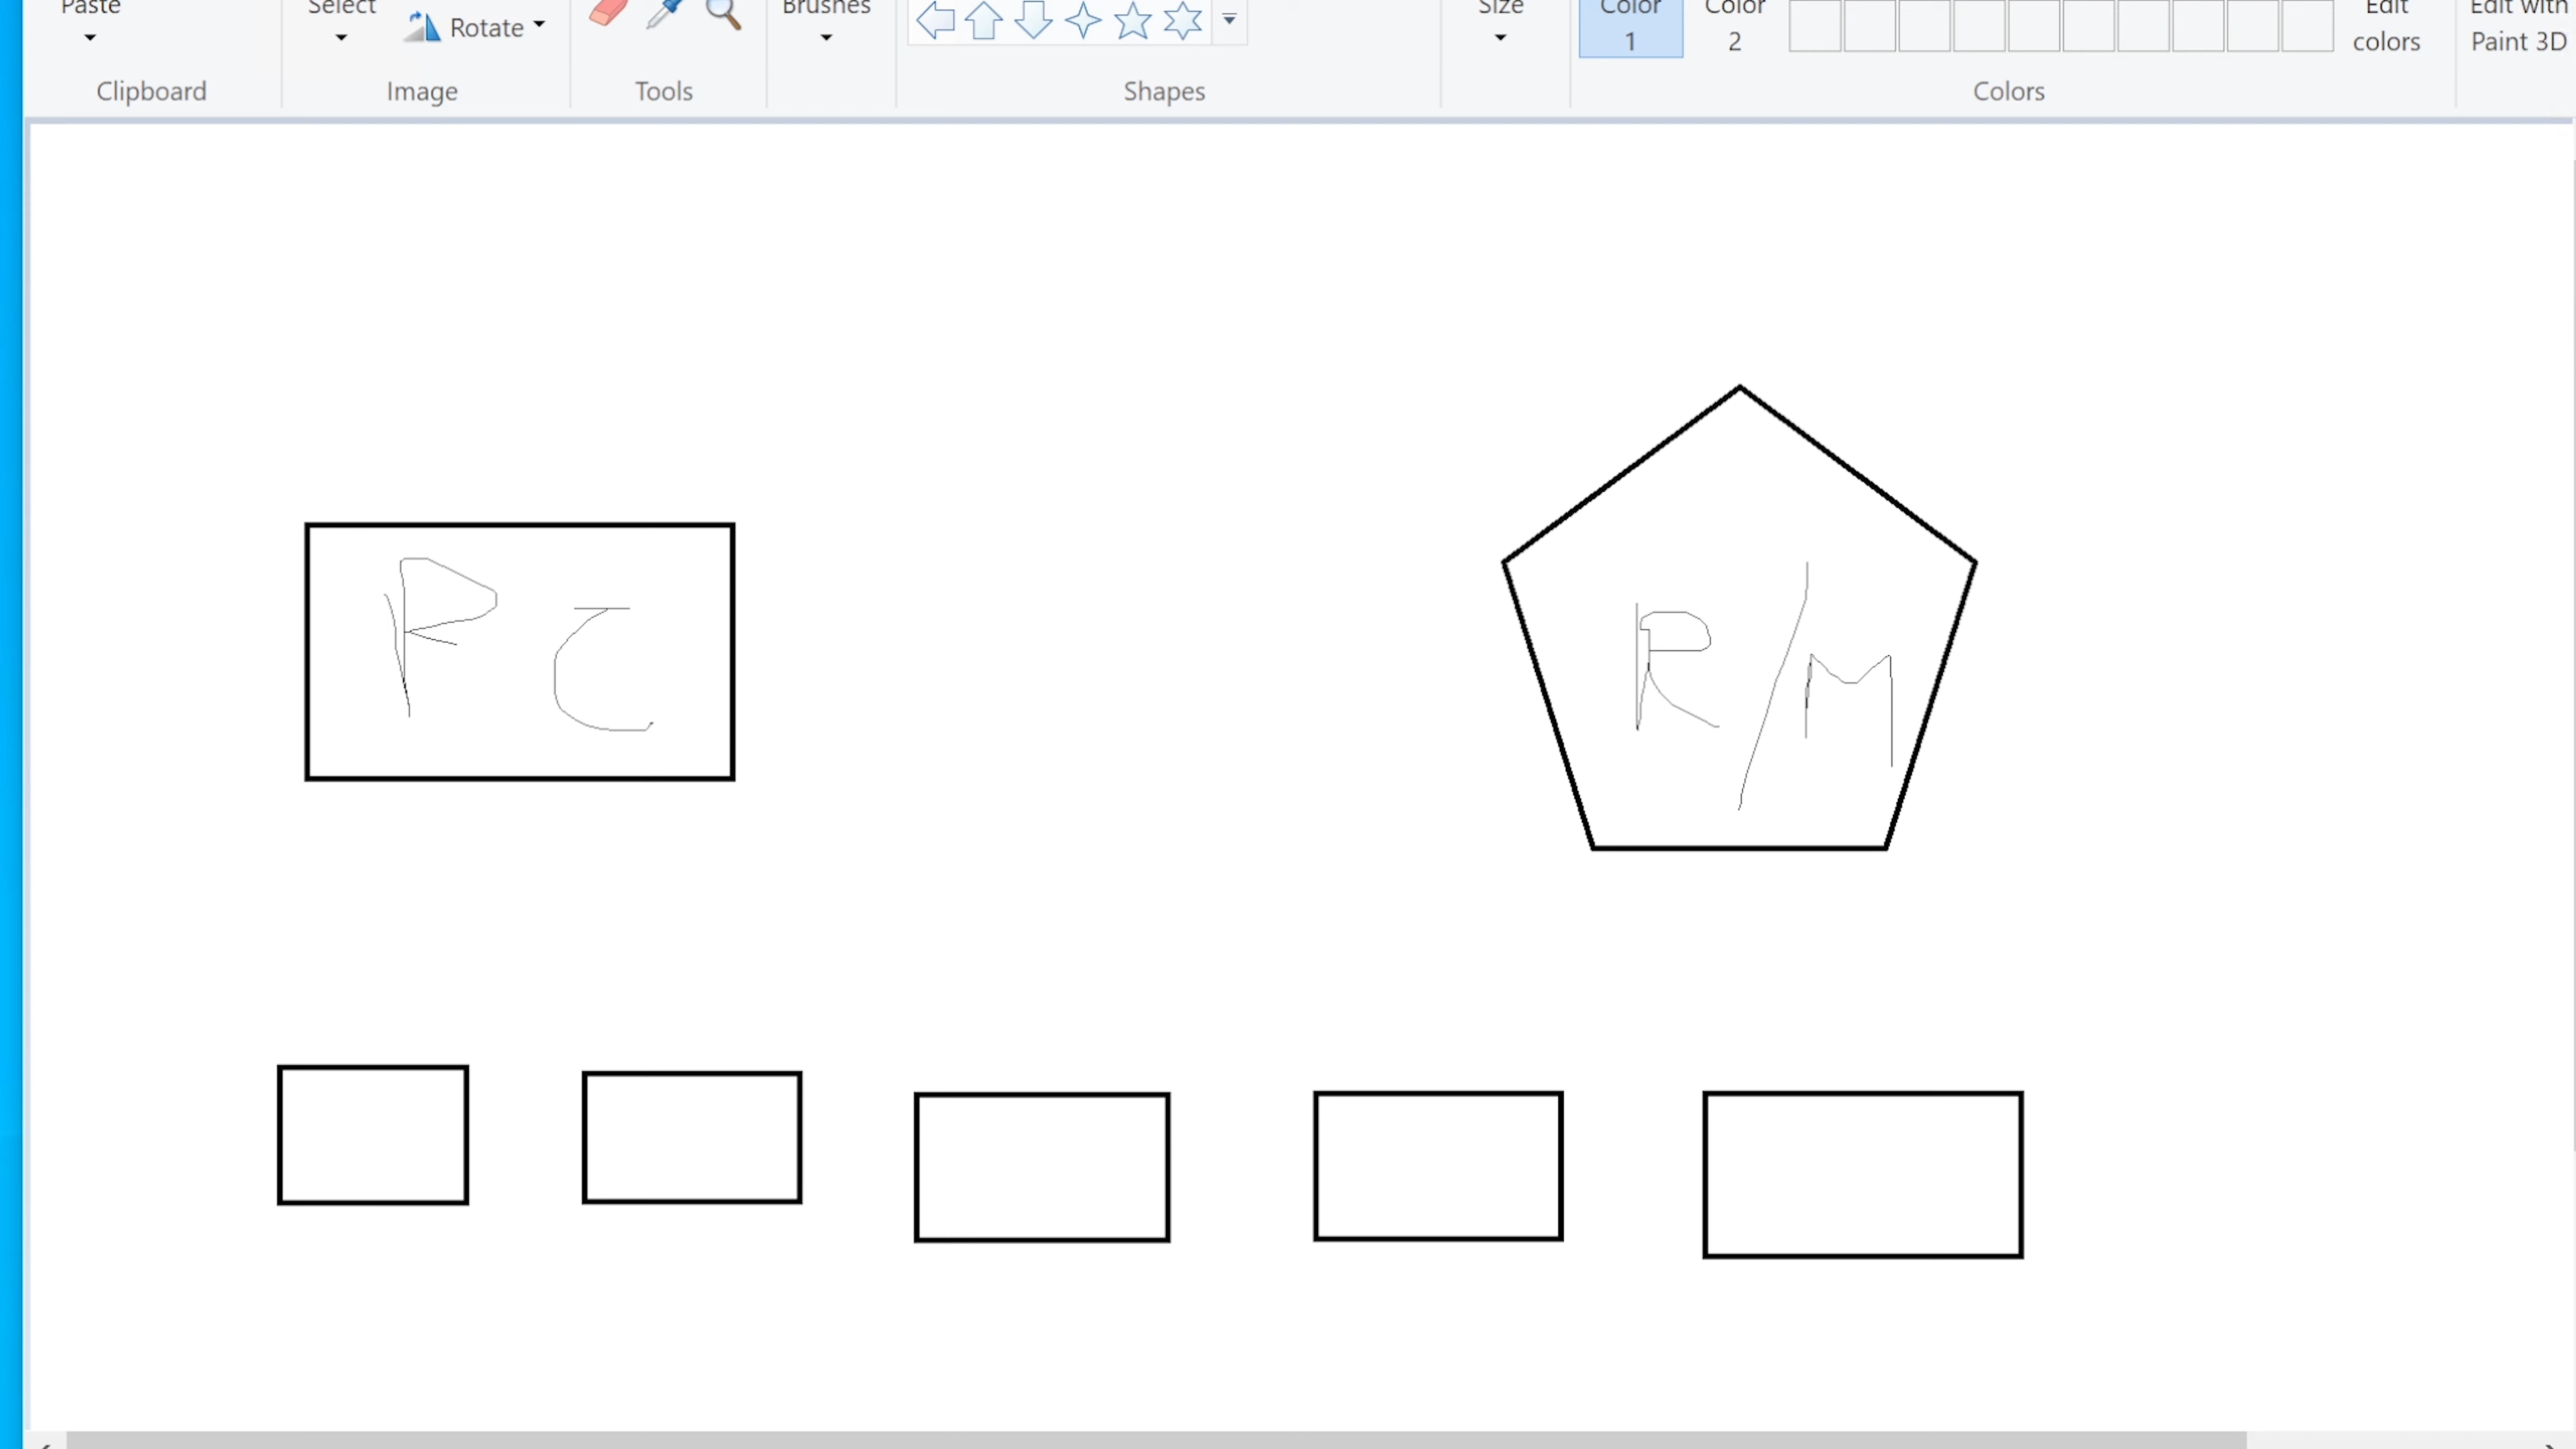 Paste Select Brushes Size Color Color Edit Edit with
Rotate 1 2 colors Paint 3D
Clipboard Image Tools Shapes Colors
PC
R/M